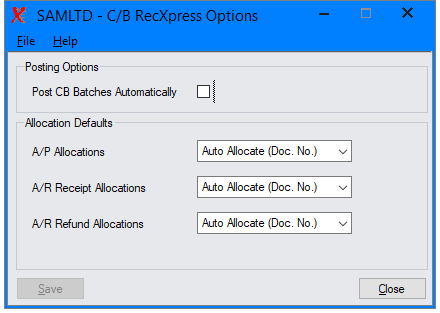 SAMLTD - C/B RecXpress Options
File Help
Posting Options
Post CB Batches Automatically
Allocation Defaults
A/P Allocations Auto Allocate (Doc. No.)
A/R Receipt Allocations Auto Allocate (Doc. No.)
A/R Refund Allocations Auto Allocate (Doc. No.)
Save Close